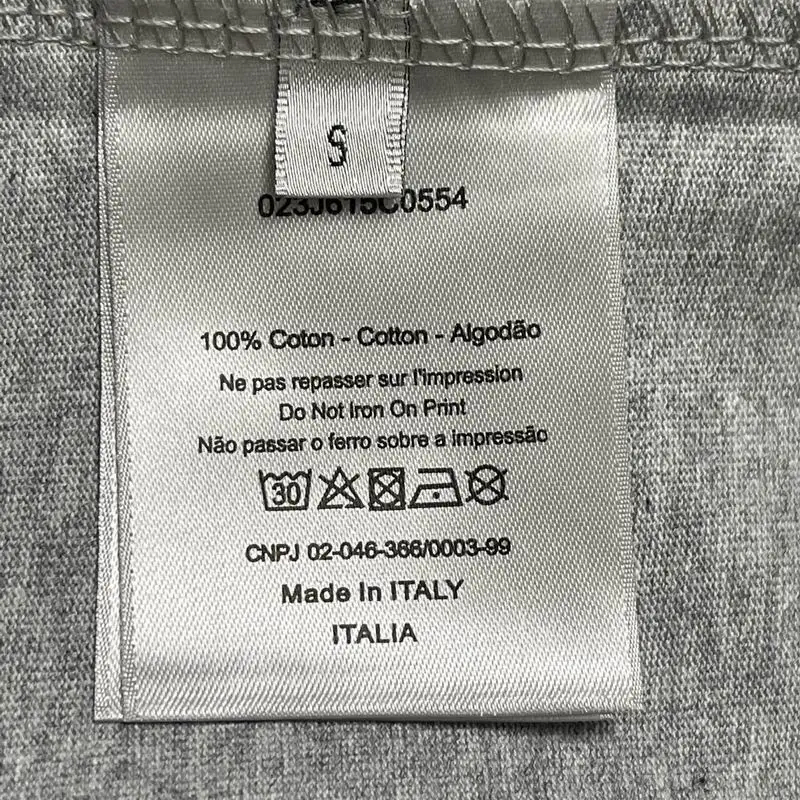 S
023J615C0554
100% Coton - Cotton - Algodão
Ne pas repasser sur l'impression
Do Not Iron On Print
Não passar o ferro sobre a impressão
30
CNPJ 02-046-366/0003-99
Made In ITALY
ITALIA